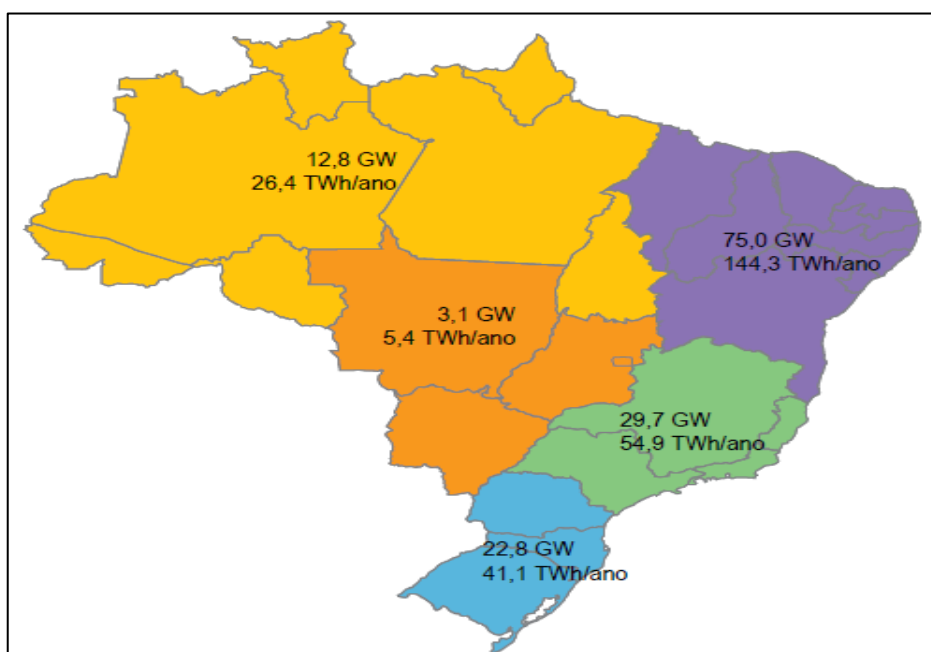 12,8 GW
26,4 TWh/ano
75,0 GW
144,3 TWh/ano
3,1 GW
5,4 TWh/ano
29,7 GW
54,9 TWh/ano
22,8 GW
41,1 TWh/ano